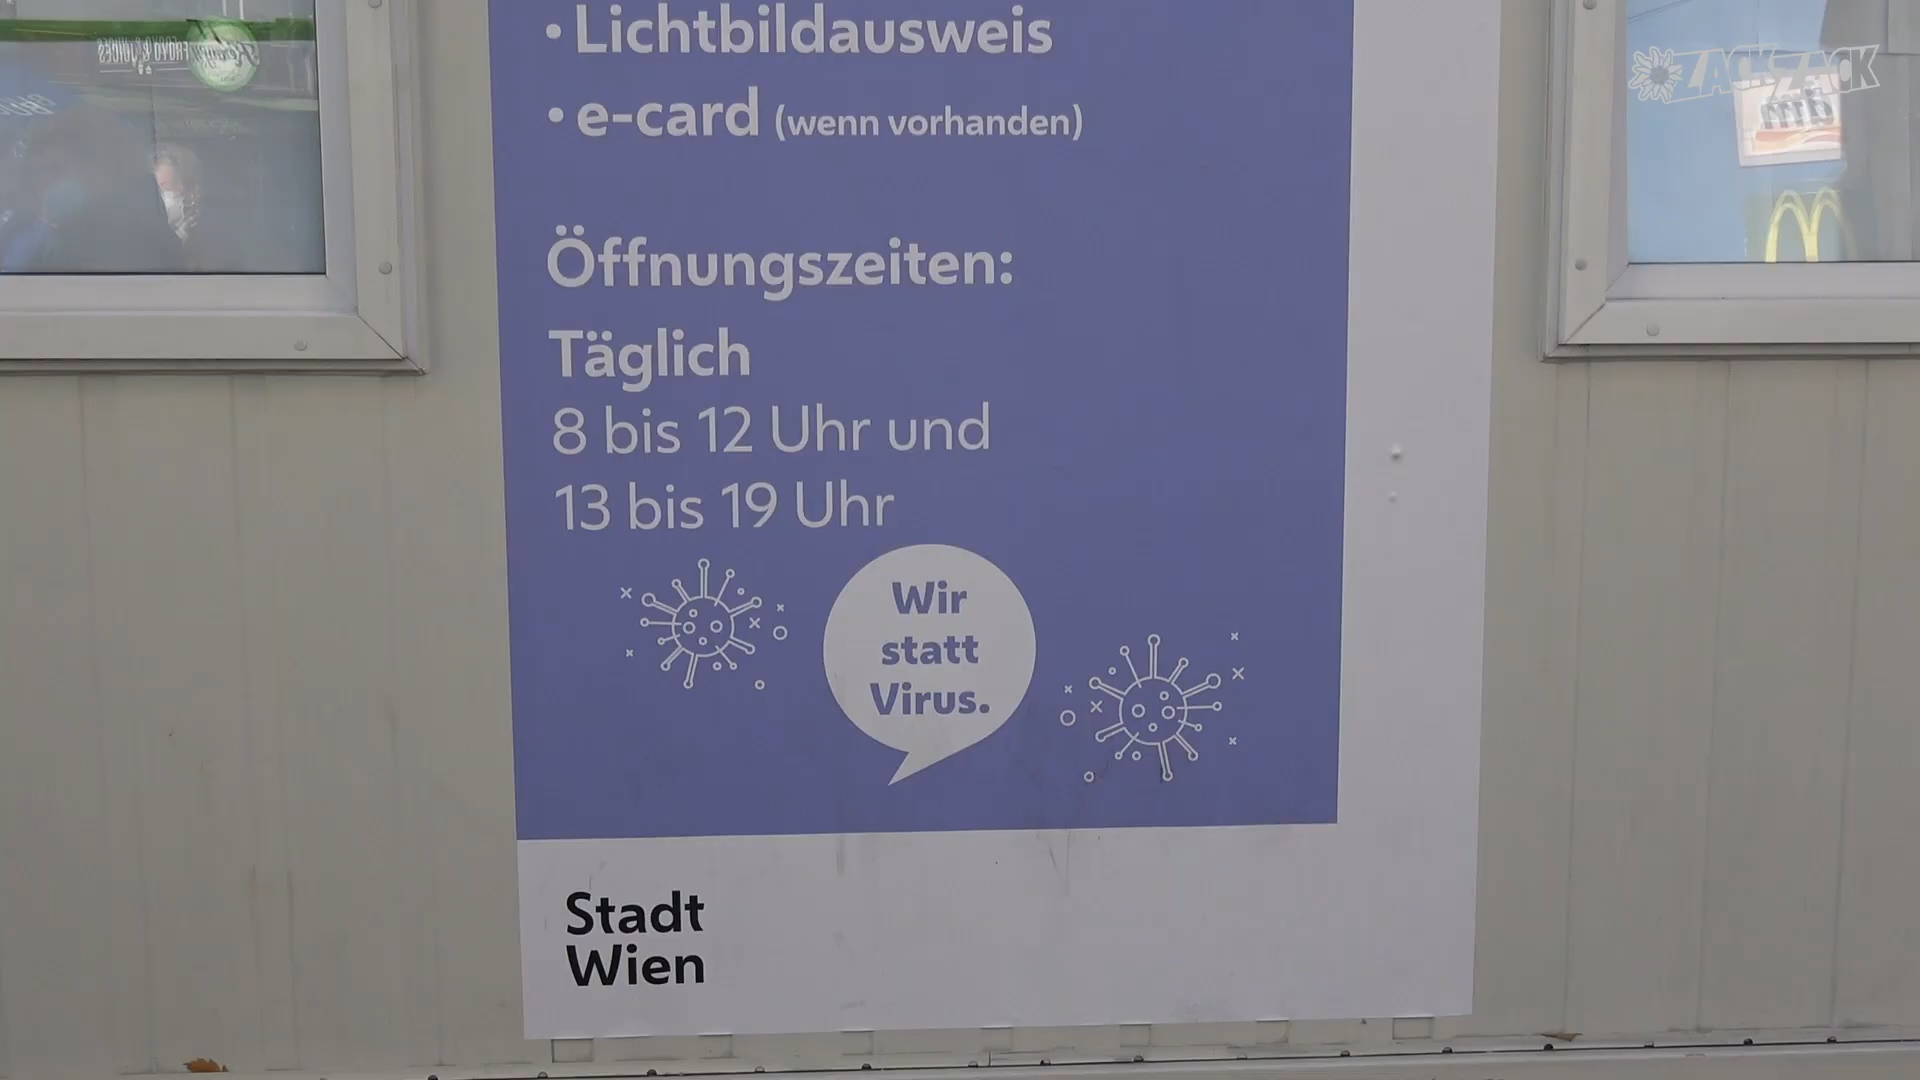 • Lichtbildausweis
• e-card (wenn vorhanden)
Öffnungszeiten:
Täglich
8 bis 12 Uhr und
13 bis 19 Uhr
Wir
statt
Virus.
Stadt
Wien
ZACKZACK